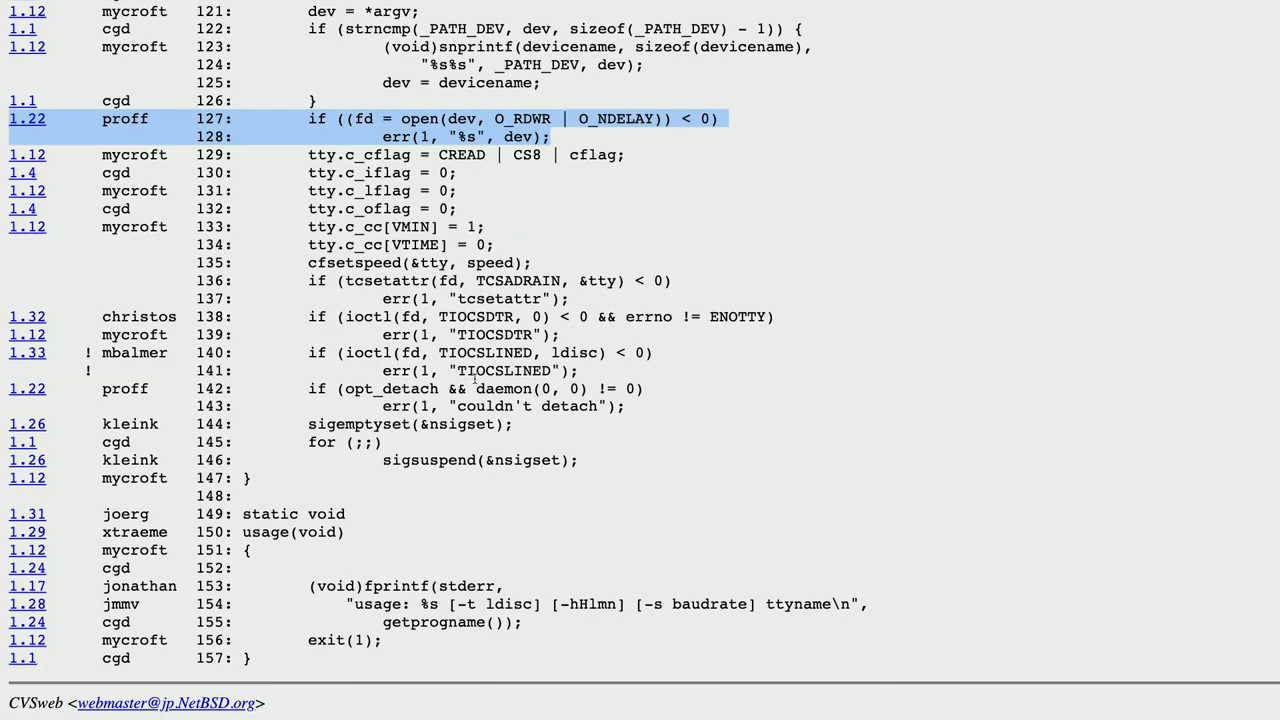 1.12 mycroft 121: dev = *argv;
1.1 cgd 122: if (strncmp(_PATH_DEV, dev, sizeof(_PATH_DEV) - 1)) {
1.12 mycroft 123: (void)snprintf(devicename, sizeof(devicename),
124: "%s%s", _PATH_DEV, dev);
125: dev = devicename;
1.1 cgd 126: }
1.22 proff 127: if ((fd = open(dev, O_RDWR | O_NDELAY)) < 0)
128: err(1, "%s", dev);
1.12 mycroft 129: tty.c_cflag = CREAD | CS8 | cflag;
1.4 cgd 130: tty.c_iflag = 0;
1.12 mycroft 131: tty.c_lflag = 0;
1.4 cgd 132: tty.c_oflag = 0;
1.12 mycroft 133: tty.c_cc[VMIN] = 1;
134: tty.c_cc[VTIME] = 0;
135: cfsetspeed(&tty, speed);
136: if (tcsetattr(fd, TCSADRAIN, &tty) < 0)
137: err(1, "tcsetattr");
1.32 christos 138: if (ioctl(fd, TIOCSDTR, 0) < 0 && errno != ENOTTY)
1.12 mycroft 139: err(1, "TIOCSDTR");
1.33 ! mbalmer 140: if (ioctl(fd, TIOCSLINED, ldisc) < 0)
! 141: err(1, "TIOCSLINED");
1.22 proff 142: if (opt_detach && daemon(0, 0) != 0)
143: err(1, "couldn't detach");
1.26 kleink 144: sigemptyset(&nsigset);
1.1 cgd 145: for (;;)
1.26 kleink 146: sigsuspend(&nsigset);
1.12 mycroft 147: }
148:
1.31 joerg 149: static void
1.29 xtraeme 150: usage(void)
1.12 mycroft 151: {
1.24 cgd 152:
1.17 jonathan 153: (void)fprintf(stderr,
1.28 jmmv 154: "usage: %s [-t ldisc] [-hHlmn] [-s baudrate] ttyname\n",
1.24 cgd 155: getprogname());
1.12 mycroft 156: exit(1);
1.1 cgd 157: }
CVSweb <webmaster@jp.NetBSD.org>